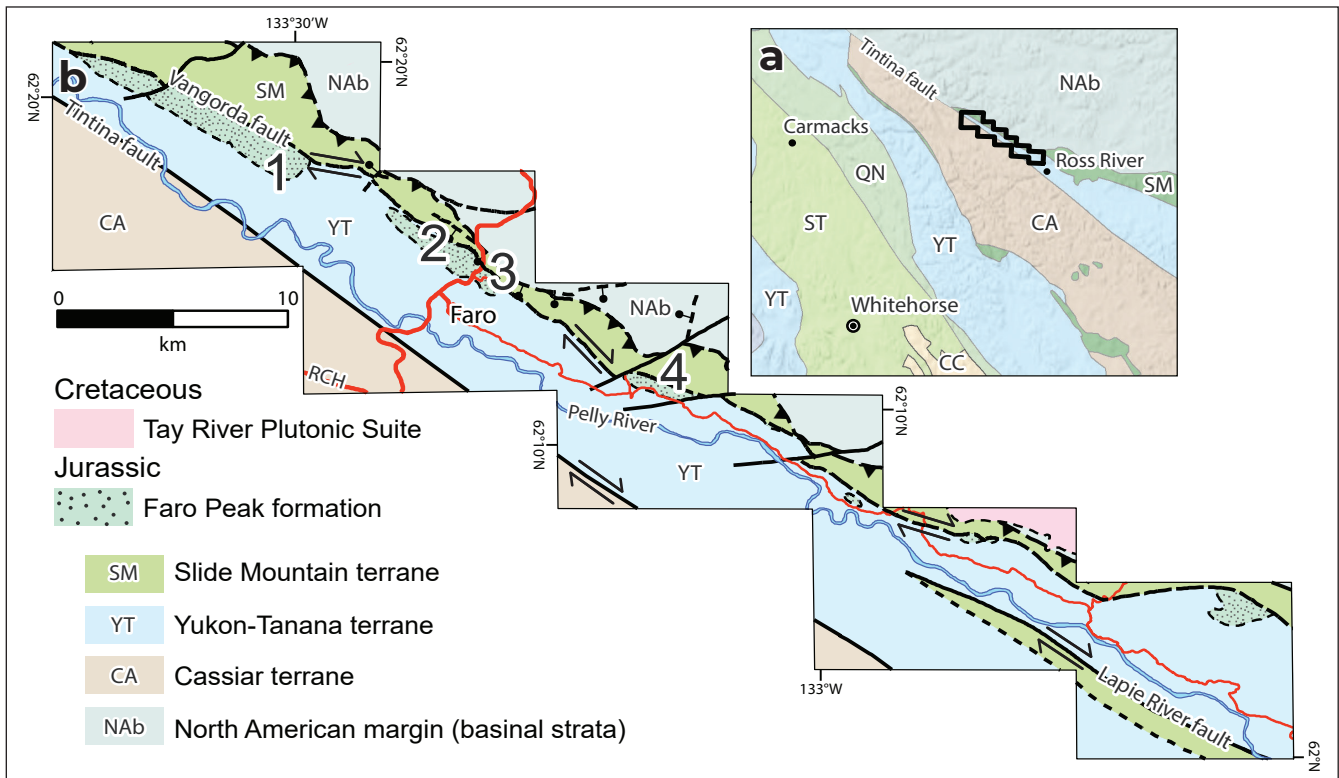 133°30'W
62°20'N
62°20'N
b
Vangorda fault
SM
NAb
Tintina fault
1
CA
YT
2
3
NAb
Faro
0
10
km
RCH
4
Pelly River
62°10'N
62°10'N
YT
133°W
Lapie River fault
62°N
a
Tintina fault
NAb
Carmacks
Ross River
QN
SM
ST
CA
YT
YT
Whitehorse
CC
Cretaceous
Tay River Plutonic Suite
Jurassic
Faro Peak formation
SM Slide Mountain terrane
YT Yukon-Tanana terrane
CA Cassiar terrane
NAb North American margin (basinal strata)